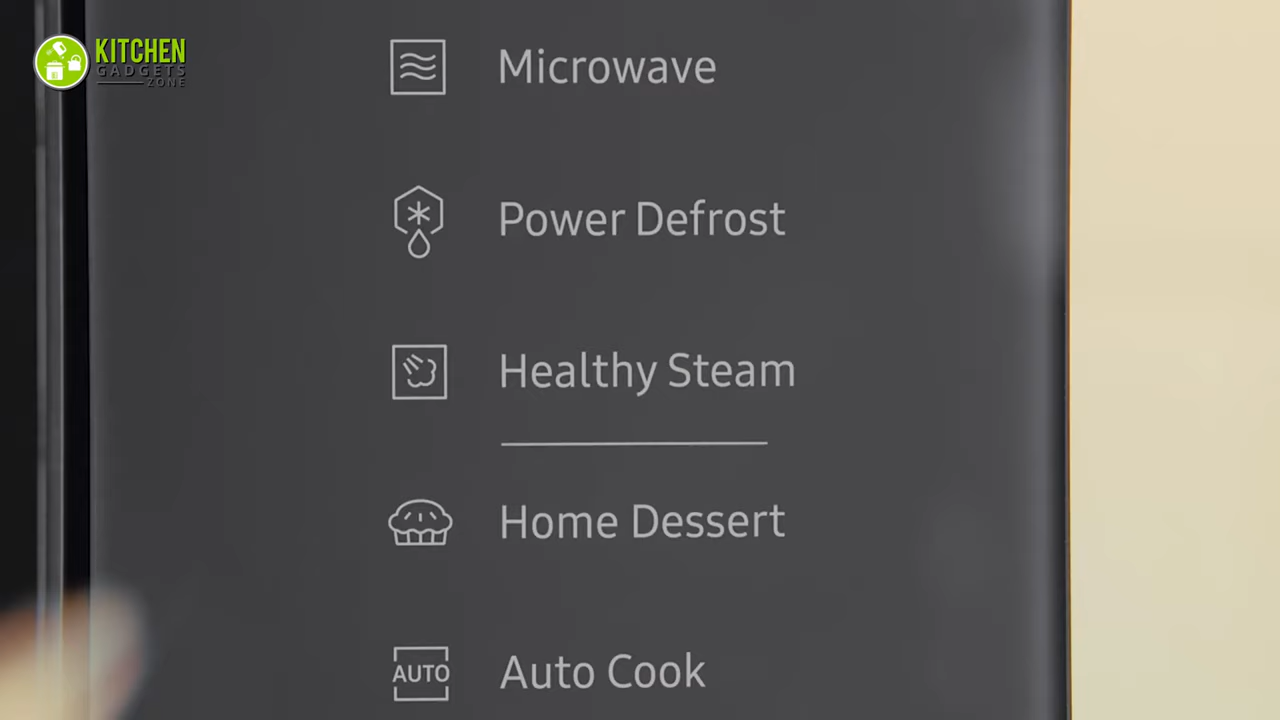 KITCHEN
GADGETS
ZONE
Microwave
Power Defrost
Healthy Steam
Home Dessert
AUTO Auto Cook